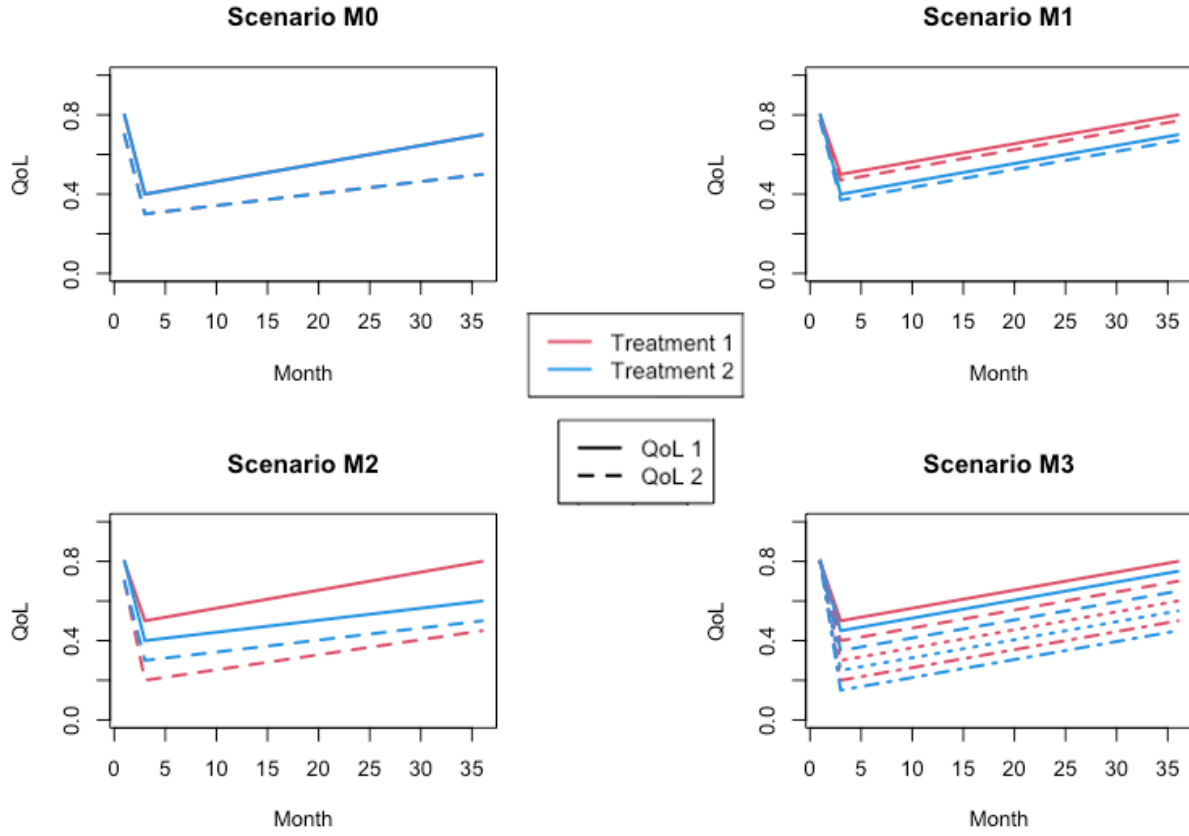 Scenario M0
QoL
0.0 0.4 0.8
0 5 10 15 20 25 30 35
Month
Scenario M1
QoL
0.0 0.4 0.8
0 5 10 15 20 25 30 35
Month
Treatment 1
Treatment 2
QoL 1
QoL 2
Scenario M2
QoL
0.0 0.4 0.8
0 5 10 15 20 25 30 35
Month
Scenario M3
QoL
0.0 0.4 0.8
0 5 10 15 20 25 30 35
Month